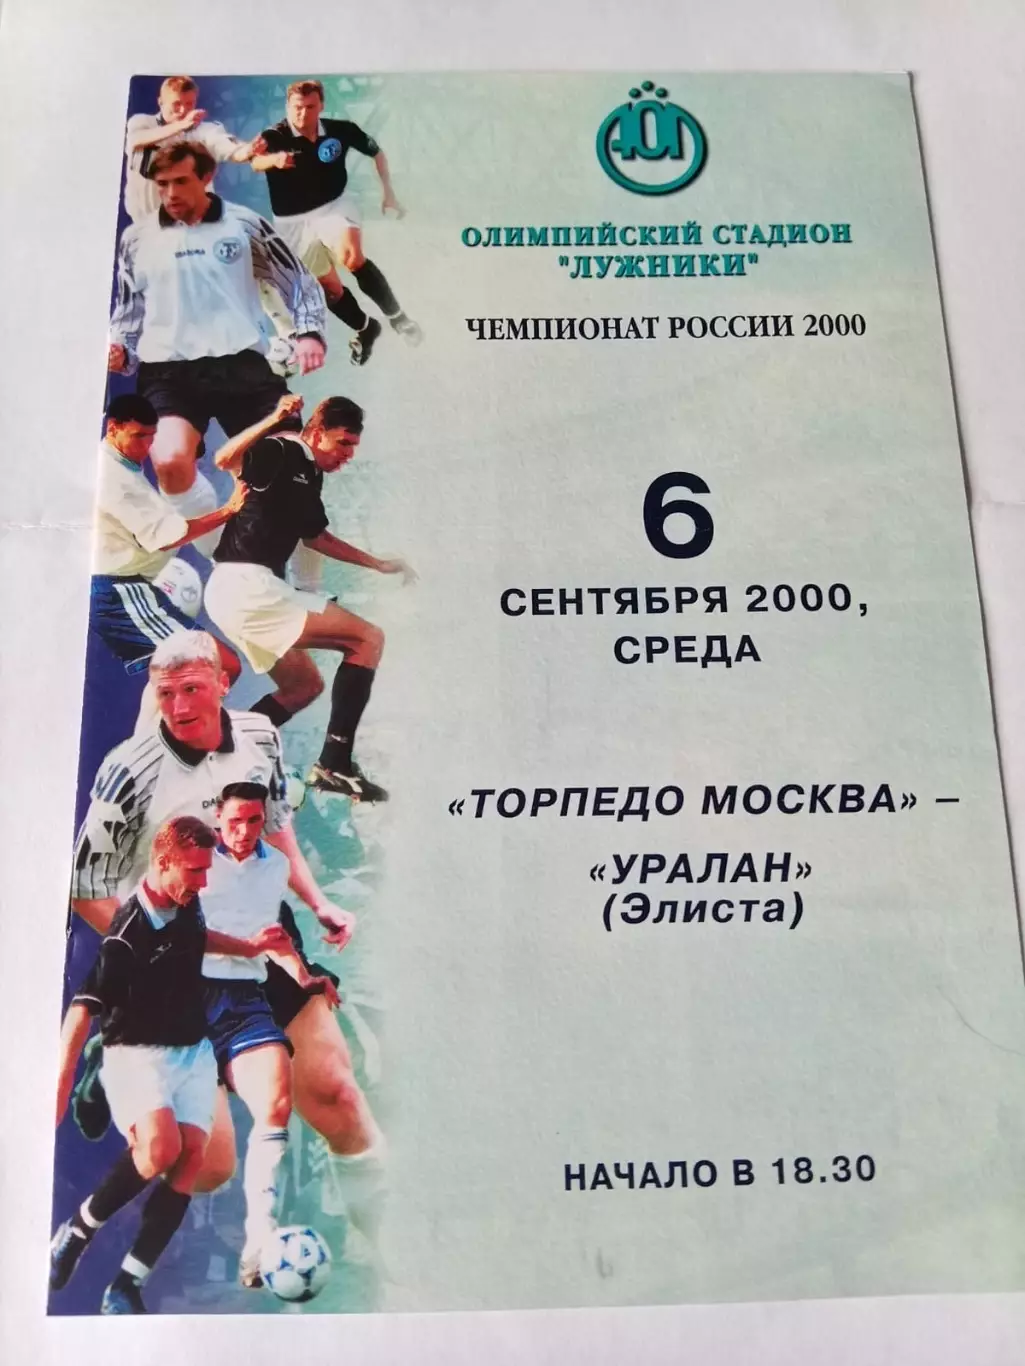 ОЛИМПИЙСКИЙ СТАДИОН
"ЛУЖНИКИ"
ЧЕМПИОНАТ РОССИИ 2000
6
СЕНТЯБРЯ 2000,
СРЕДА
«ТОРПЕДО МОСКВА» –
«УРАЛАН»
(Элиста)
НАЧАЛО В 18.30